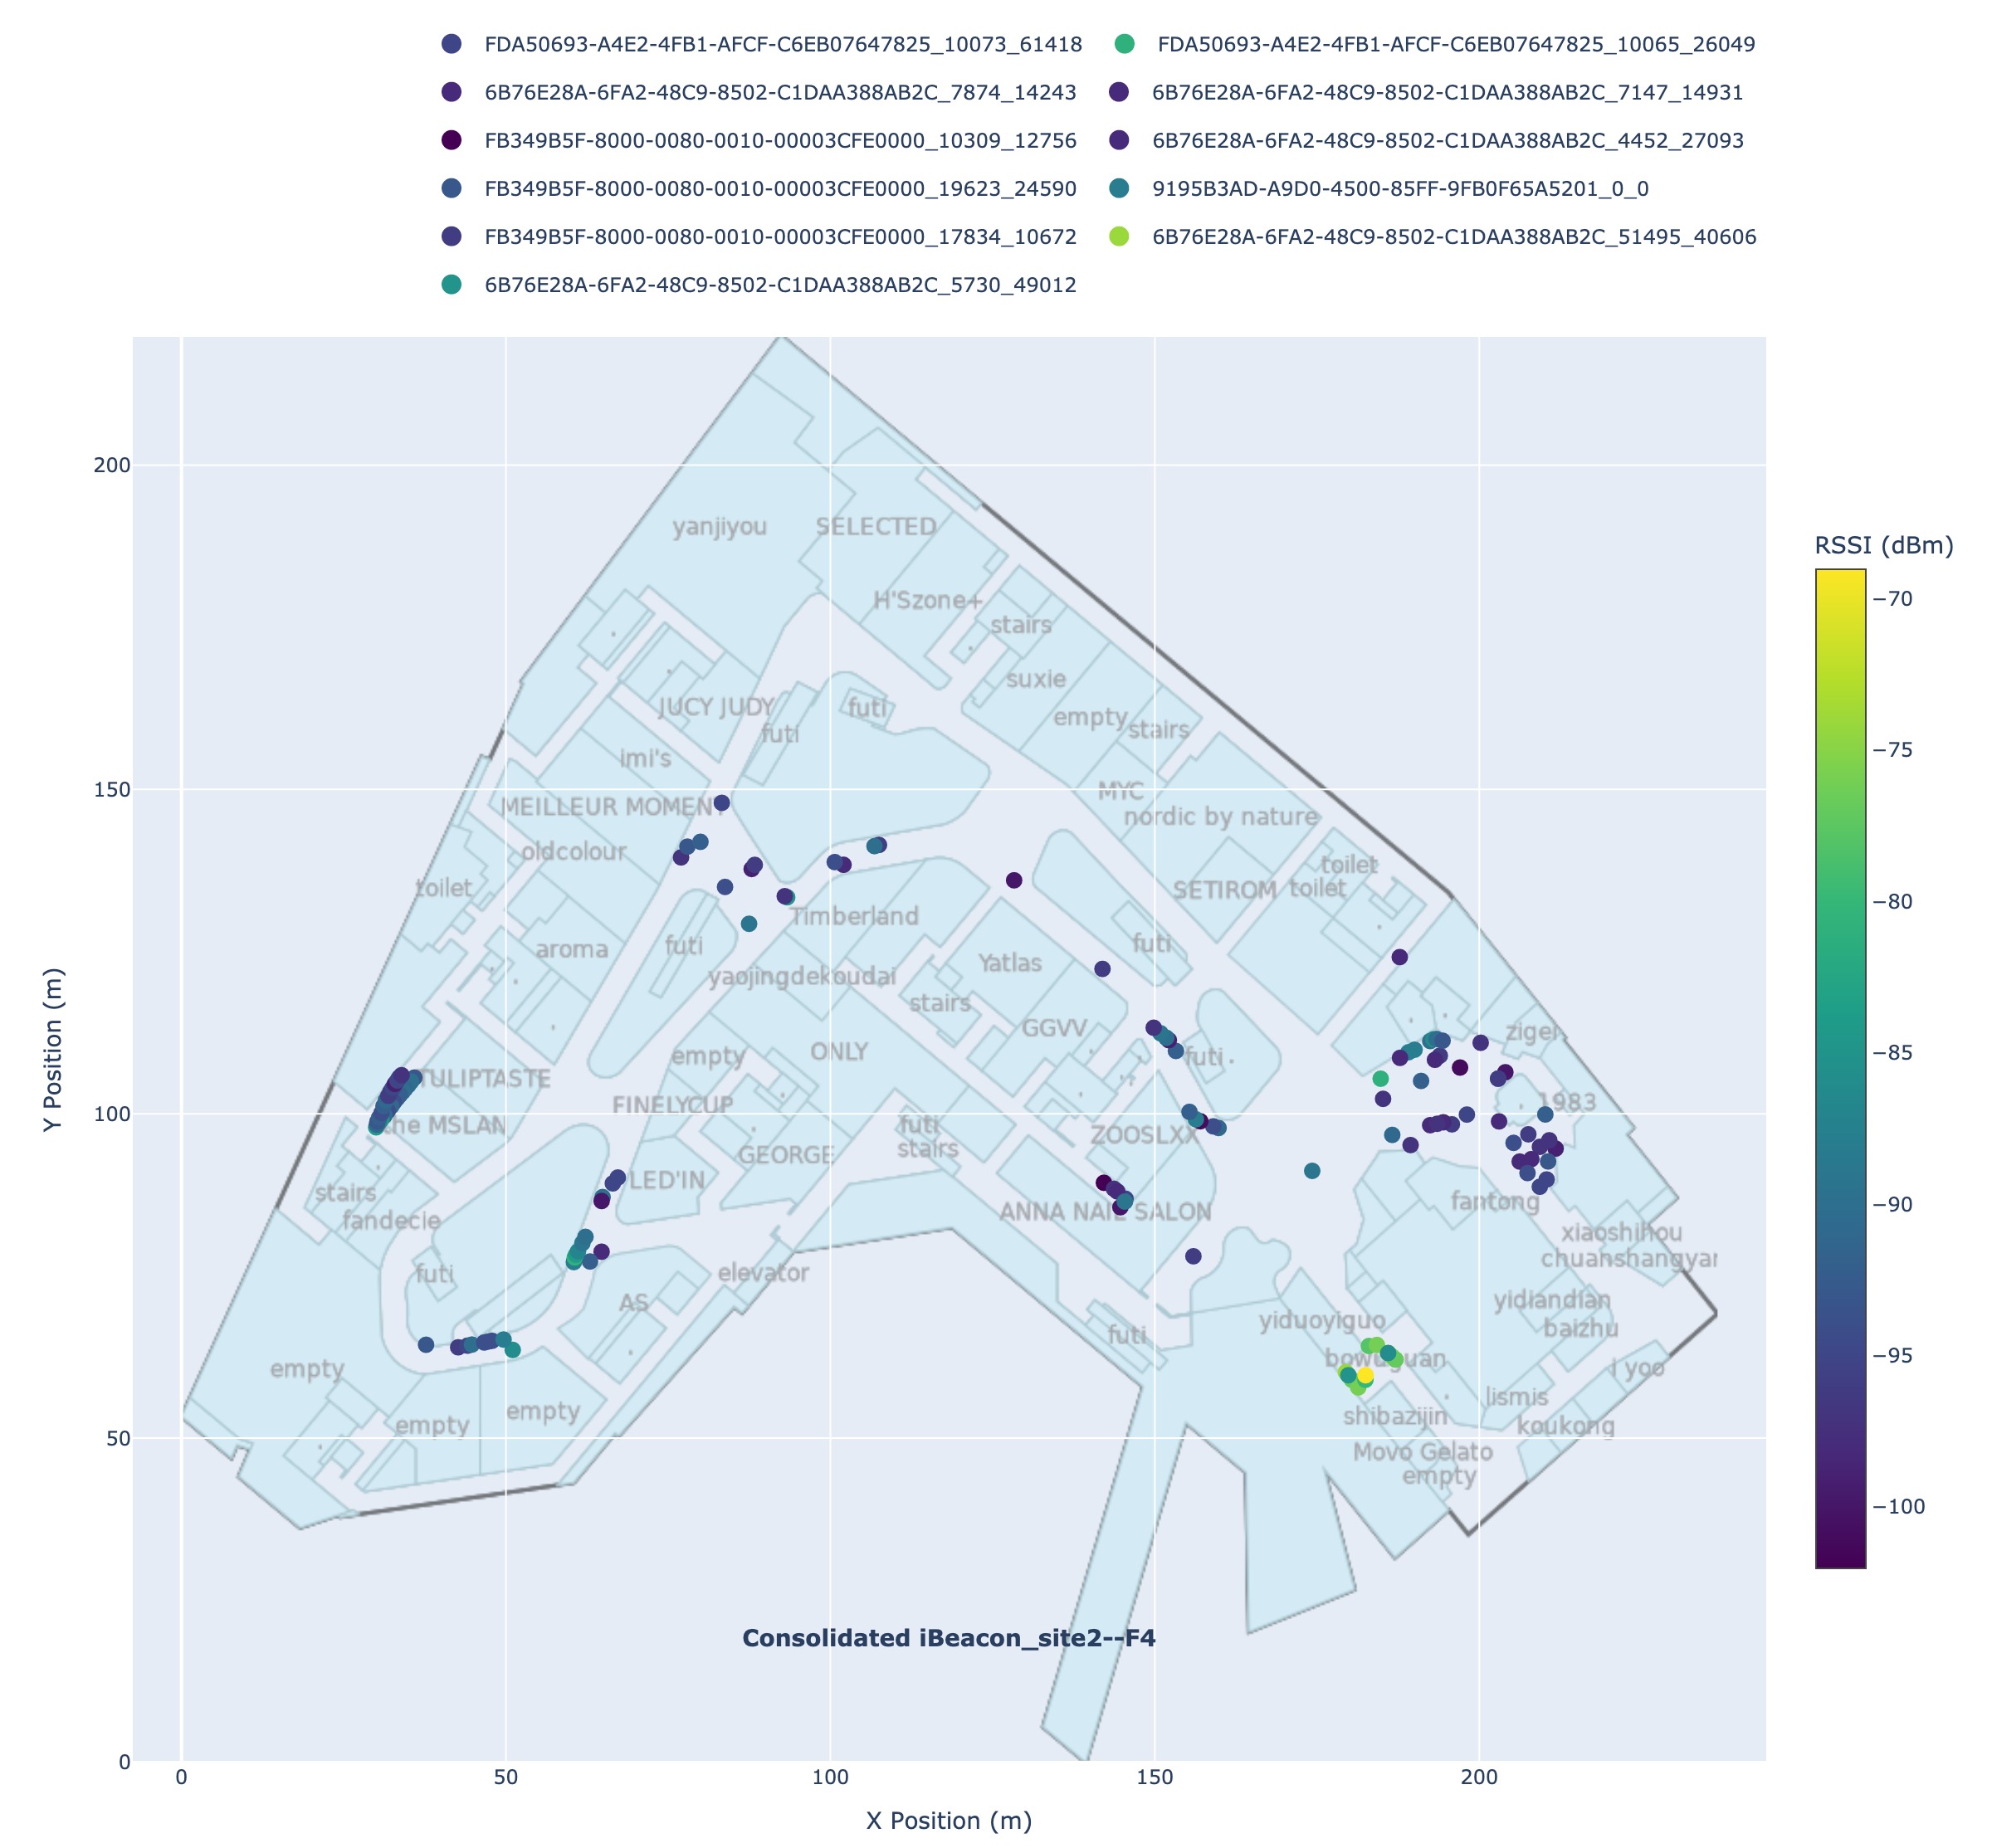 FDA50693-A4E2-4FB1-AFCF-C6EB07647825_10073_61418
FDA50693-A4E2-4FB1-AFCF-C6EB07647825_10065_26049
6B76E28A-6FA2-48C9-8502-C1DAA388AB2C_7874_14243
6B76E28A-6FA2-48C9-8502-C1DAA388AB2C_7147_14931
FB349B5F-8000-0080-0010-00003CFE0000_10309_12756
6B76E28A-6FA2-48C9-8502-C1DAA388AB2C_4452_27093
FB349B5F-8000-0080-0010-00003CFE0000_19623_24590
9195B3AD-A9D0-4500-85FF-9FB0F65A5201_0_0
FB349B5F-8000-0080-0010-00003CFE0000_17834_10672
6B76E28A-6FA2-48C9-8502-C1DAA388AB2C_51495_40606
6B76E28A-6FA2-48C9-8502-C1DAA388AB2C_5730_49012
RSSI (dBm)
−70
−75
−80
−85
−90
−95
−100
Y Position (m)
200
150
100
50
0
yanjiyou
SELECTED
H'Szone+
stairs
suxie
JUCY JUDY
futi
futi
empty
stairs
imi's
MEILLEUR MOMENT
MYC
nordic by nature
oldcolour
toilet
toilet
SETIROM
toilet
Timberland
aroma
futi
futi
yaojingdekoudai
Yatlas
stairs
GGVV
ziger
ONLY
empty
futi
TULIPTASTE
FINELYCUP
1983
the MSLAN
futi
stairs
ZOOSLXX
GEORGE
LED'IN
stairs
fandecie
fantong
ANNA NAIL SALON
xiaoshihou
chuanshangyan
futi
elevator
AS
yidiandian
yiduoyiguo
baizhu
futi
bowuguan
empty
i yoo
lismis
empty
empty
shibazijin
koukong
Movo Gelato
empty
Consolidated iBeacon_site2--F4
0
50
100
150
200
X Position (m)